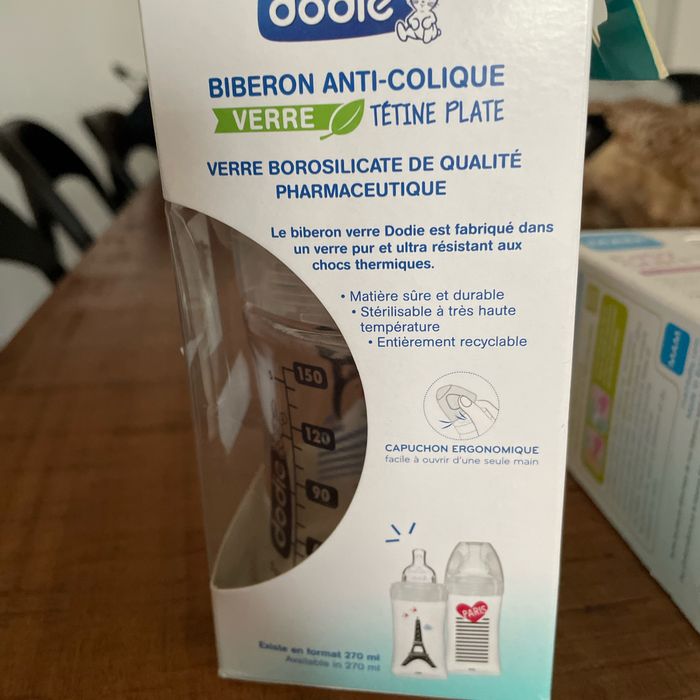 dodie
BIBERON ANTI-COLIQUE
VERRE TÉTINE PLATE
VERRE BOROSILICATE DE QUALITÉ
PHARMACEUTIQUE
Le biberon verre Dodie est fabriqué dans
un verre pur et ultra résistant aux
chocs thermiques.
• Matière sûre et durable
• Stérilisable à très haute
température
• Entièrement recyclable
150
120
90
dodie
CAPUCHON ERGONOMIQUE
facile à ouvrir d'une seule main
PARIS
Existe en format 270 ml
Available in 270 ml
MAM
MAM